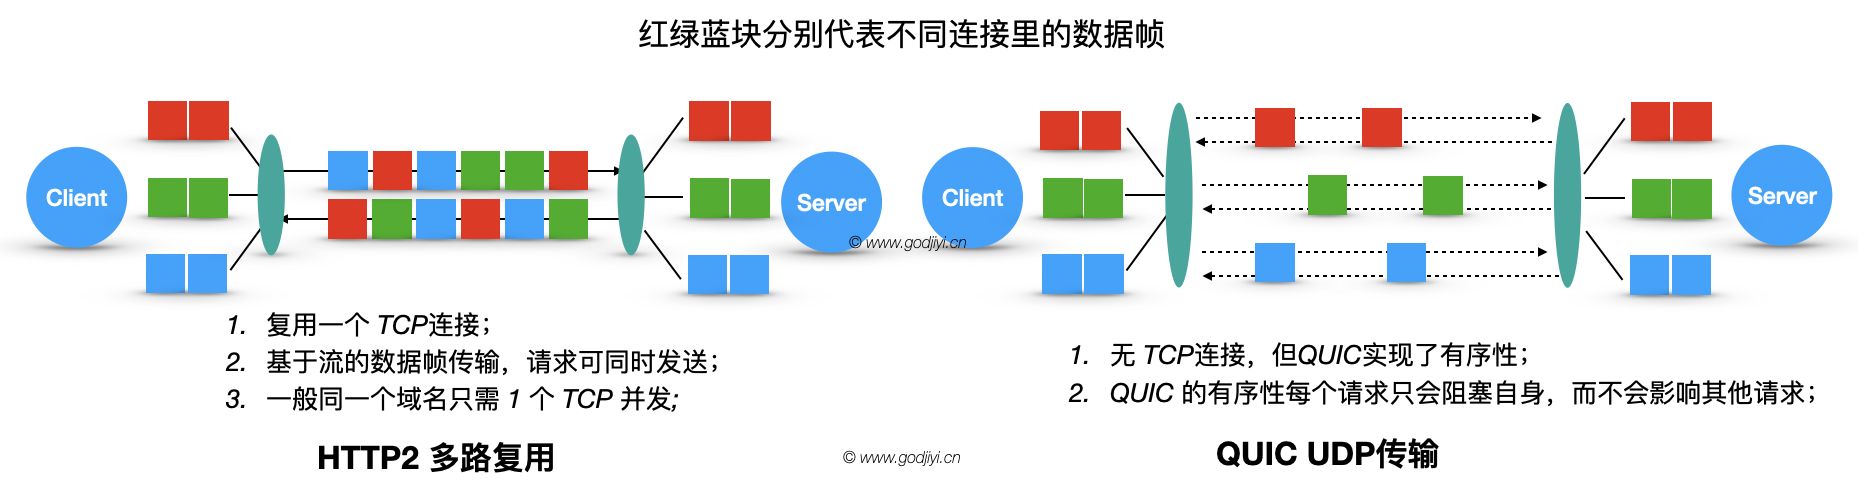 红绿蓝块分别代表不同连接里的数据帧
Client
Server
© www.godjiyi.cn
Client
Server
1. 复用一个 TCP连接；
2. 基于流的数据帧传输，请求可同时发送；
3. 一般同一个域名只需 1 个 TCP 并发;
1. 无 TCP连接，但QUIC实现了有序性；
2. QUIC 的有序性每个请求只会阻塞自身，而不会影响其他请求；
HTTP2 多路复用
© www.godjiyi.cn
QUIC UDP传输